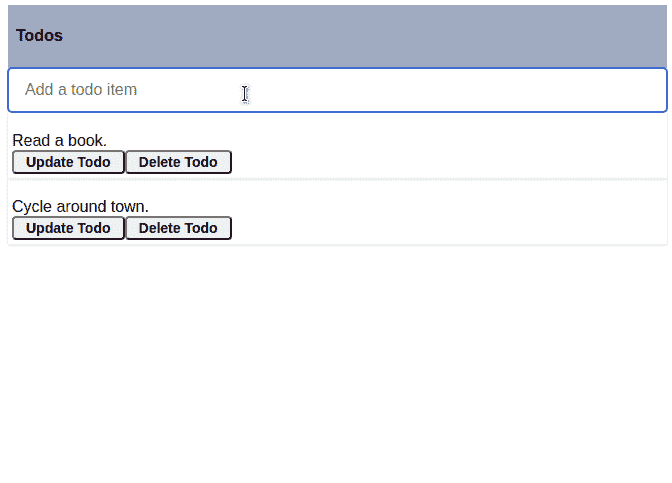 Todos
Add a todo item
Read a book.
Update Todo Delete Todo
Cycle around town.
Update Todo Delete Todo